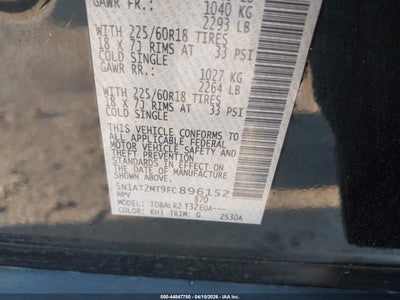 GAWR FR: 1040 KG
2293 LB
WITH 225/60R18 TIRES
18 X 7J RIMS AT 33 PSI
COLD SINGLE
GAWR RR: 1027 KG
2264 LB
WITH 225/60R18 TIRES
18 X 7J RIMS AT 33 PSI
COLD SINGLE
THIS VEHICLE CONFORMS TO ALL
APPLICABLE U.S. FEDERAL
MOTOR VEHICLE SAFETY AND
THEFT PREVENTION
STANDARDS IN EFFECT ON THE
DATE OF MANUFACTURE
SHOWN ABOVE.
5N1AT2MT9FC896152
MPV 870
MODEL: TDBALR2 T32EUA---
COLOR: KH3 TRIM: G ZS30A
000-44847760 - 04/15/2026 - IAAI.COM